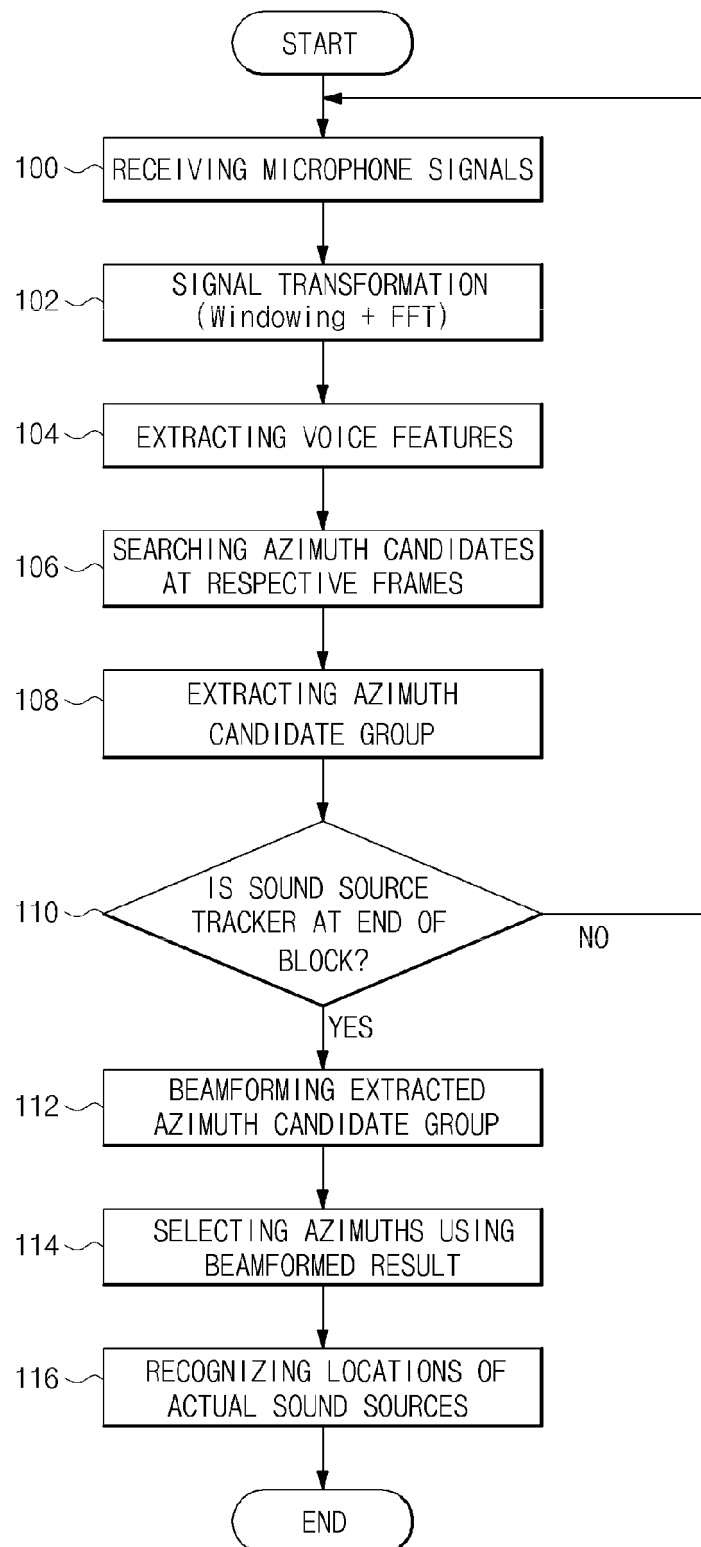 START
100
RECEIVING MICROPHONE SIGNALS
102
SIGNAL TRANSFORMATION
(Windowing + FFT)
104
EXTRACTING VOICE FEATURES
106
SEARCHING AZIMUTH CANDIDATES
AT RESPECTIVE FRAMES
108
EXTRACTING AZIMUTH
CANDIDATE GROUP
110
IS SOUND SOURCE
TRACKER AT END OF
BLOCK?
NO
YES
112
BEAMFORMING EXTRACTED
AZIMUTH CANDIDATE GROUP
114
SELECTING AZIMUTHS USING
BEAMFORMED RESULT
116
RECOGNIZING LOCATIONS OF
ACTUAL SOUND SOURCES
END